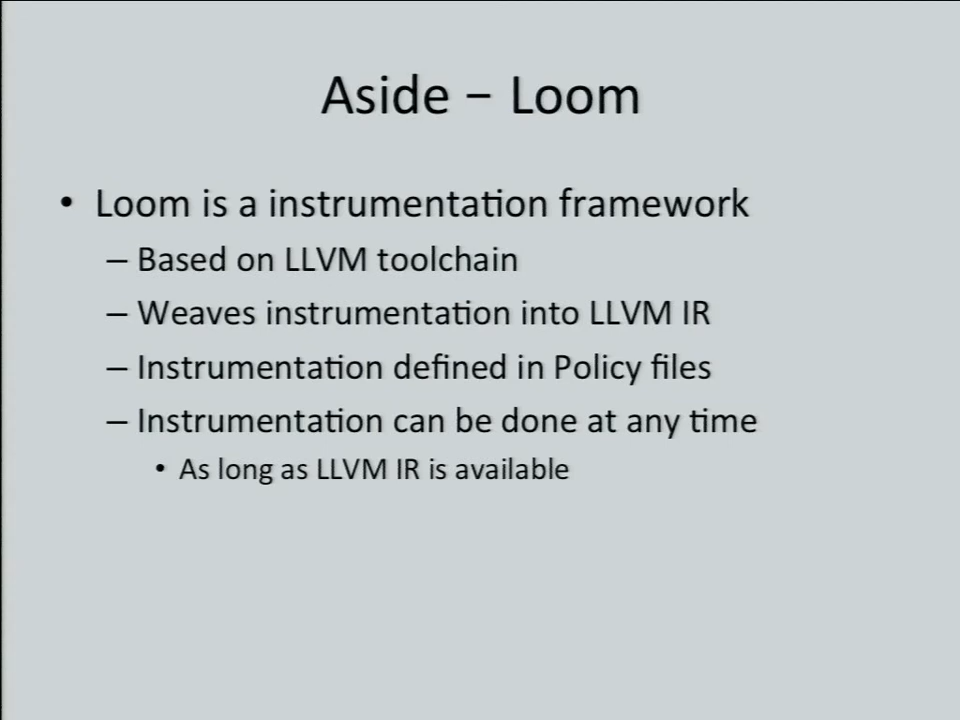 Aside – Loom
• Loom is a instrumentation framework
– Based on LLVM toolchain
– Weaves instrumentation into LLVM IR
– Instrumentation defined in Policy files
– Instrumentation can be done at any time
• As long as LLVM IR is available